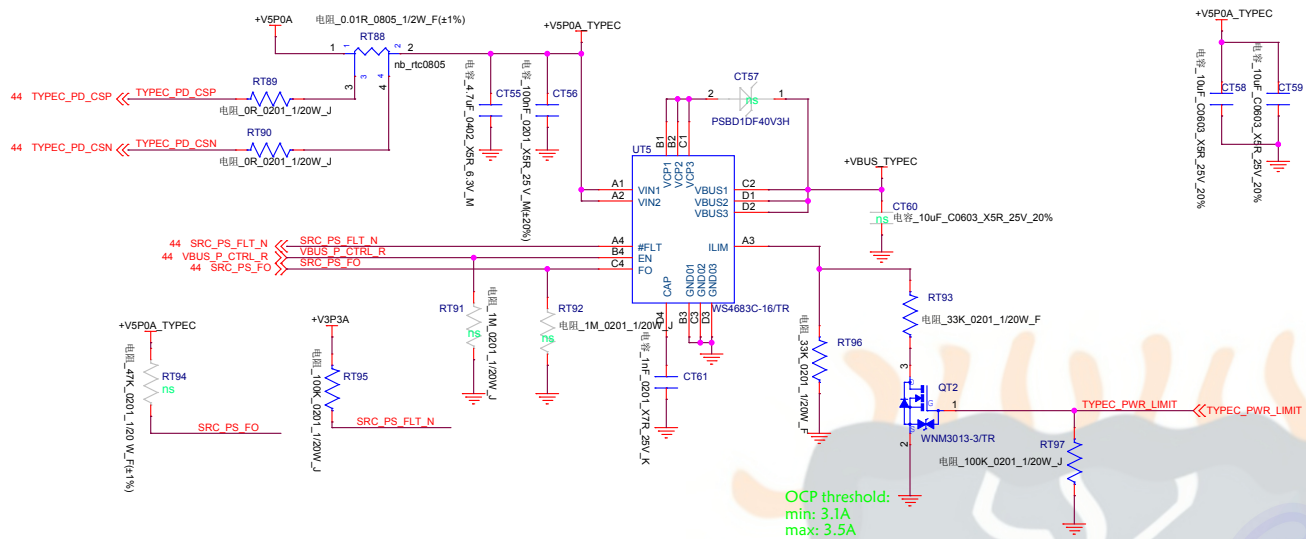 +V5P0A
电阻_0.01R_0805_1/2W_F(±1%)
+V5P0A_TYPEC
+V5P0A_TYPEC
RT88
1
1
2
2
nb_rtc0805
3
3
4
4
44 TYPEC_PD_CSP
TYPEC_PD_CSP
RT89
电阻_0R_0201_1/20W_J
44 TYPEC_PD_CSN
TYPEC_PD_CSN
RT90
电阻_0R_0201_1/20W_J
CT55
电容_4.7uF_0402_X5R_6.3V_M
CT56
电容_100nF_0201_X5R_25 V_M(±20%)
CT57
2
ns
1
PSBD1DF40V3H
CT58
电容_10uF_C0603_X5R_25V_20%
CT59
电容_10uF_C0603_X5R_25V_20%
UT5
B1
B2
C1
VCP1
VCP2
VCP3
A1
VIN1
A2
VIN2
VBUS1
C2
VBUS2
D1
VBUS3
D2
+VBUS_TYPEC
CT60
ns
电容_10uF_C0603_X5R_25V_20%
44 SRC_PS_FLT_N
SRC_PS_FLT_N
A4
#FLT
44 VBUS_P_CTRL_R
VBUS_P_CTRL_R
B4
EN
44 SRC_PS_FO
SRC_PS_FO
C4
FO
ILIM
A3
CAP
GND01
GND02
GND03
D4
B3
C3
D3
WS4683C-16/TR
RT91
ns
电阻_1M_0201_1/20W_J
RT92
ns
电阻_1M_0201_1/20W_J
CT61
电容_1nF_0201_X7R_25V_K
RT93
电阻_33K_0201_1/20W_F
RT96
电阻_33K_0201_1/20W_F
+V5P0A_TYPEC
RT94
ns
电阻_47K_0201_1/20 W_F(±1%)
SRC_PS_FO
+V3P3A
RT95
电阻_100K_0201_1/20W_J
SRC_PS_FLT_N
3
D
QT2
G
1
S
2
WNM3013-3/TR
TYPEC_PWR_LIMIT
TYPEC_PWR_LIMIT
RT97
电阻_100K_0201_1/20W_J
OCP threshold:
min: 3.1A
max: 3.5A